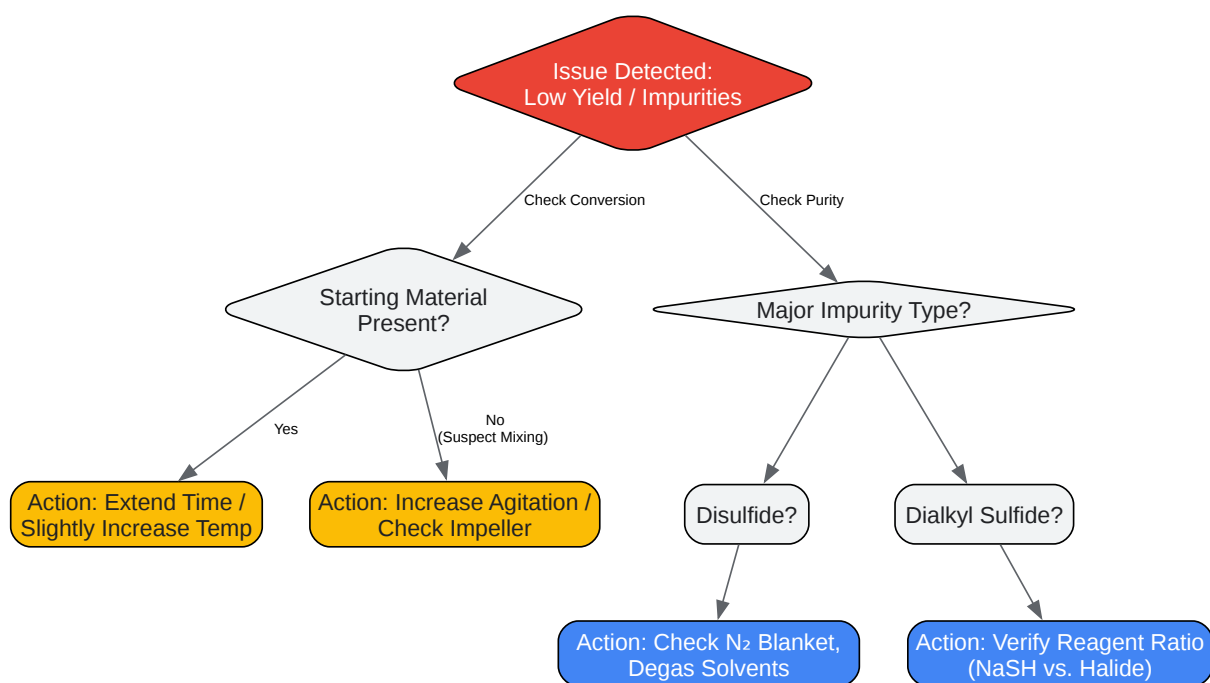 Issue Detected:
Low Yield / Impurities
Check Conversion
Check Purity
Starting Material
Present?
Major Impurity Type?
Yes
No
(Suspect Mixing)
Action: Extend Time /
Slightly Increase Temp
Action: Increase Agitation /
Check Impeller
Disulfide?
Dialkyl Sulfide?
Action: Check N₂ Blanket,
Degas Solvents
Action: Verify Reagent Ratio
(NaSH vs. Halide)